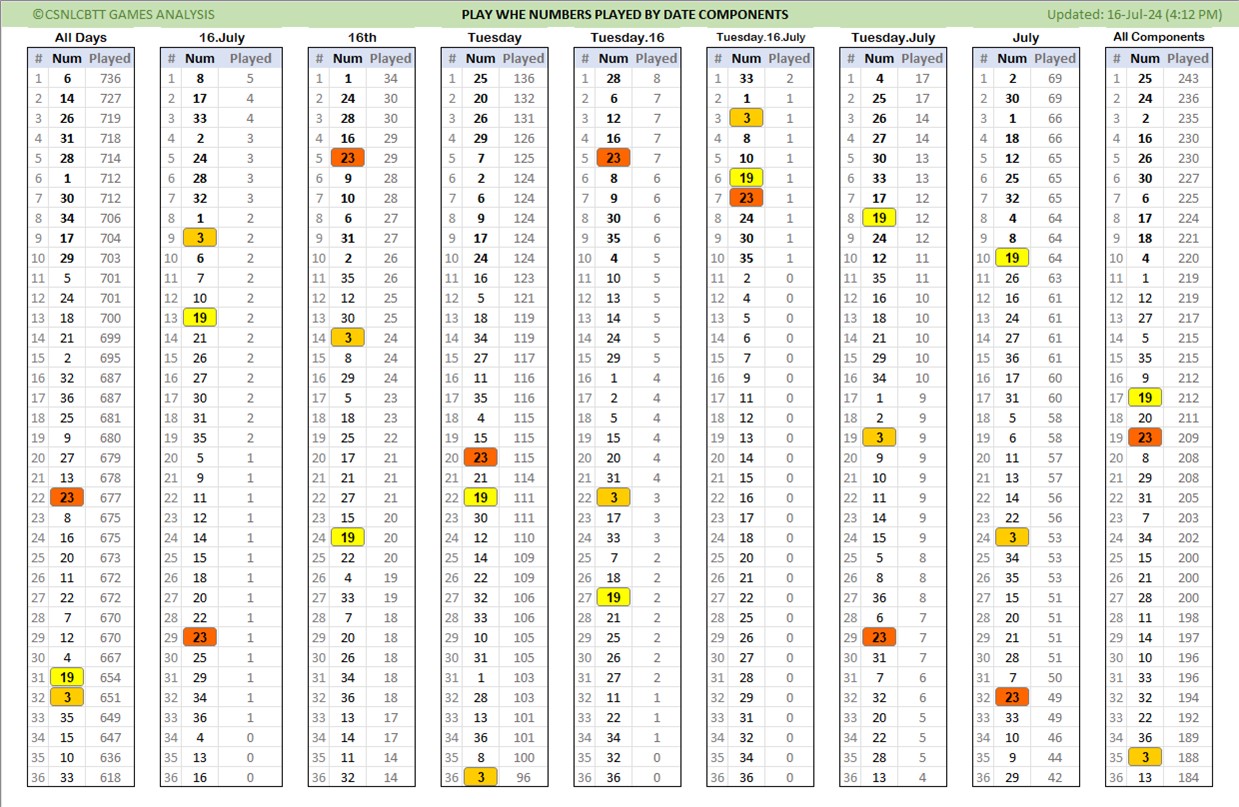 ©CSNLCBTT GAMES ANALYSIS PLAY WHE NUMBERS PLAYED BY DATE COMPONENTS Updated: 16-Jul-24 (4:12 PM)
All Days 16.July 16th Tuesday Tuesday.16 Tuesday.16.July Tuesday.July July All Components
# Num Played # Num Played # Num Played # Num Played # Num Played # Num Played # Num Played # Num Played # Num Played
1 6 736 1 8 5 1 1 34 1 25 136 1 28 8 1 33 2 1 4 17 1 2 69 1 25 243
2 14 727 2 17 4 2 24 30 2 20 132 2 6 7 2 1 1 2 25 17 2 30 69 2 24 236
3 26 719 3 33 4 3 28 30 3 26 131 3 12 7 3 3 1 3 26 14 3 1 66 3 2 235
4 31 718 4 2 3 4 16 29 4 29 126 4 16 7 4 8 1 4 27 14 4 18 66 4 16 230
5 28 714 5 24 3 5 23 29 5 7 125 5 23 7 5 10 1 5 30 13 5 12 65 5 26 230
6 1 712 6 28 3 6 9 28 6 2 124 6 8 6 6 19 1 6 33 13 6 25 65 6 30 227
7 30 712 7 32 3 7 10 28 7 6 124 7 9 6 7 23 1 7 17 12 7 32 65 7 6 225
8 34 706 8 1 2 8 6 27 8 9 124 8 30 6 8 24 1 8 19 12 8 4 64 8 17 224
9 17 704 9 3 2 9 31 27 9 17 124 9 35 6 9 30 1 9 24 12 9 8 64 9 18 221
10 29 703 10 6 2 10 2 26 10 24 124 10 4 5 10 35 1 10 12 11 10 19 64 10 4 220
11 5 701 11 7 2 11 35 26 11 16 123 11 10 5 11 2 0 11 35 11 11 26 63 11 1 219
12 24 701 12 10 2 12 12 25 12 5 121 12 13 5 12 4 0 12 16 10 12 16 61 12 12 219
13 18 700 13 19 2 13 30 25 13 18 119 13 14 5 13 5 0 13 18 10 13 24 61 13 27 217
14 21 699 14 21 2 14 3 24 14 34 119 14 24 5 14 6 0 14 21 10 14 27 61 14 5 215
15 2 695 15 26 2 15 8 24 15 27 117 15 29 5 15 7 0 15 29 10 15 36 61 15 35 215
16 32 687 16 27 2 16 29 24 16 11 116 16 1 4 16 9 0 16 34 10 16 17 60 16 9 212
17 36 687 17 30 2 17 5 23 17 35 116 17 2 4 17 11 0 17 1 9 17 31 60 17 19 212
18 25 681 18 31 2 18 18 23 18 4 115 18 5 4 18 12 0 18 2 9 18 5 58 18 20 211
19 9 680 19 35 2 19 25 22 19 15 115 19 15 4 19 13 0 19 3 9 19 6 58 19 23 209
20 27 679 20 5 1 20 17 21 20 23 115 20 20 4 20 14 0 20 9 9 20 11 57 20 8 208
21 13 678 21 9 1 21 21 21 21 21 114 21 31 4 21 15 0 21 10 9 21 13 57 21 29 208
22 23 677 22 11 1 22 27 21 22 19 111 22 3 3 22 16 0 22 11 9 22 14 56 22 31 205
23 8 675 23 12 1 23 15 20 23 30 111 23 17 3 23 17 0 23 14 9 23 22 56 23 7 203
24 16 675 24 14 1 24 19 20 24 12 110 24 33 3 24 18 0 24 15 9 24 3 53 24 34 202
25 20 673 25 15 1 25 22 20 25 14 109 25 7 2 25 20 0 25 5 8 25 34 53 25 15 200
26 11 672 26 18 1 26 4 19 26 22 109 26 18 2 26 21 0 26 8 8 26 35 53 26 21 200
27 22 672 27 20 1 27 33 19 27 32 106 27 19 2 27 22 0 27 36 8 27 15 51 27 28 200
28 7 670 28 22 1 28 7 18 28 33 106 28 21 2 28 25 0 28 6 7 28 20 51 28 11 198
29 12 670 29 23 1 29 20 18 29 10 105 29 25 2 29 26 0 29 23 7 29 21 51 29 14 197
30 4 667 30 25 1 30 26 18 30 31 105 30 26 2 30 27 0 30 31 7 30 28 51 30 10 196
31 19 654 31 29 1 31 34 18 31 1 103 31 27 2 31 28 0 31 7 6 31 7 50 31 33 196
32 3 651 32 34 1 32 36 18 32 28 103 32 11 1 32 29 0 32 32 6 32 23 49 32 32 194
33 35 649 33 36 1 33 13 17 33 13 101 33 22 1 33 31 0 33 20 5 33 33 49 33 22 192
34 15 647 34 4 0 34 14 17 34 36 101 34 34 1 34 32 0 34 22 5 34 10 46 34 36 189
35 10 636 35 13 0 35 11 14 35 8 100 35 32 0 35 34 0 35 28 5 35 9 44 35 3 188
36 33 618 36 16 0 36 32 14 36 3 96 36 36 0 36 36 0 36 13 4 36 29 42 36 13 184